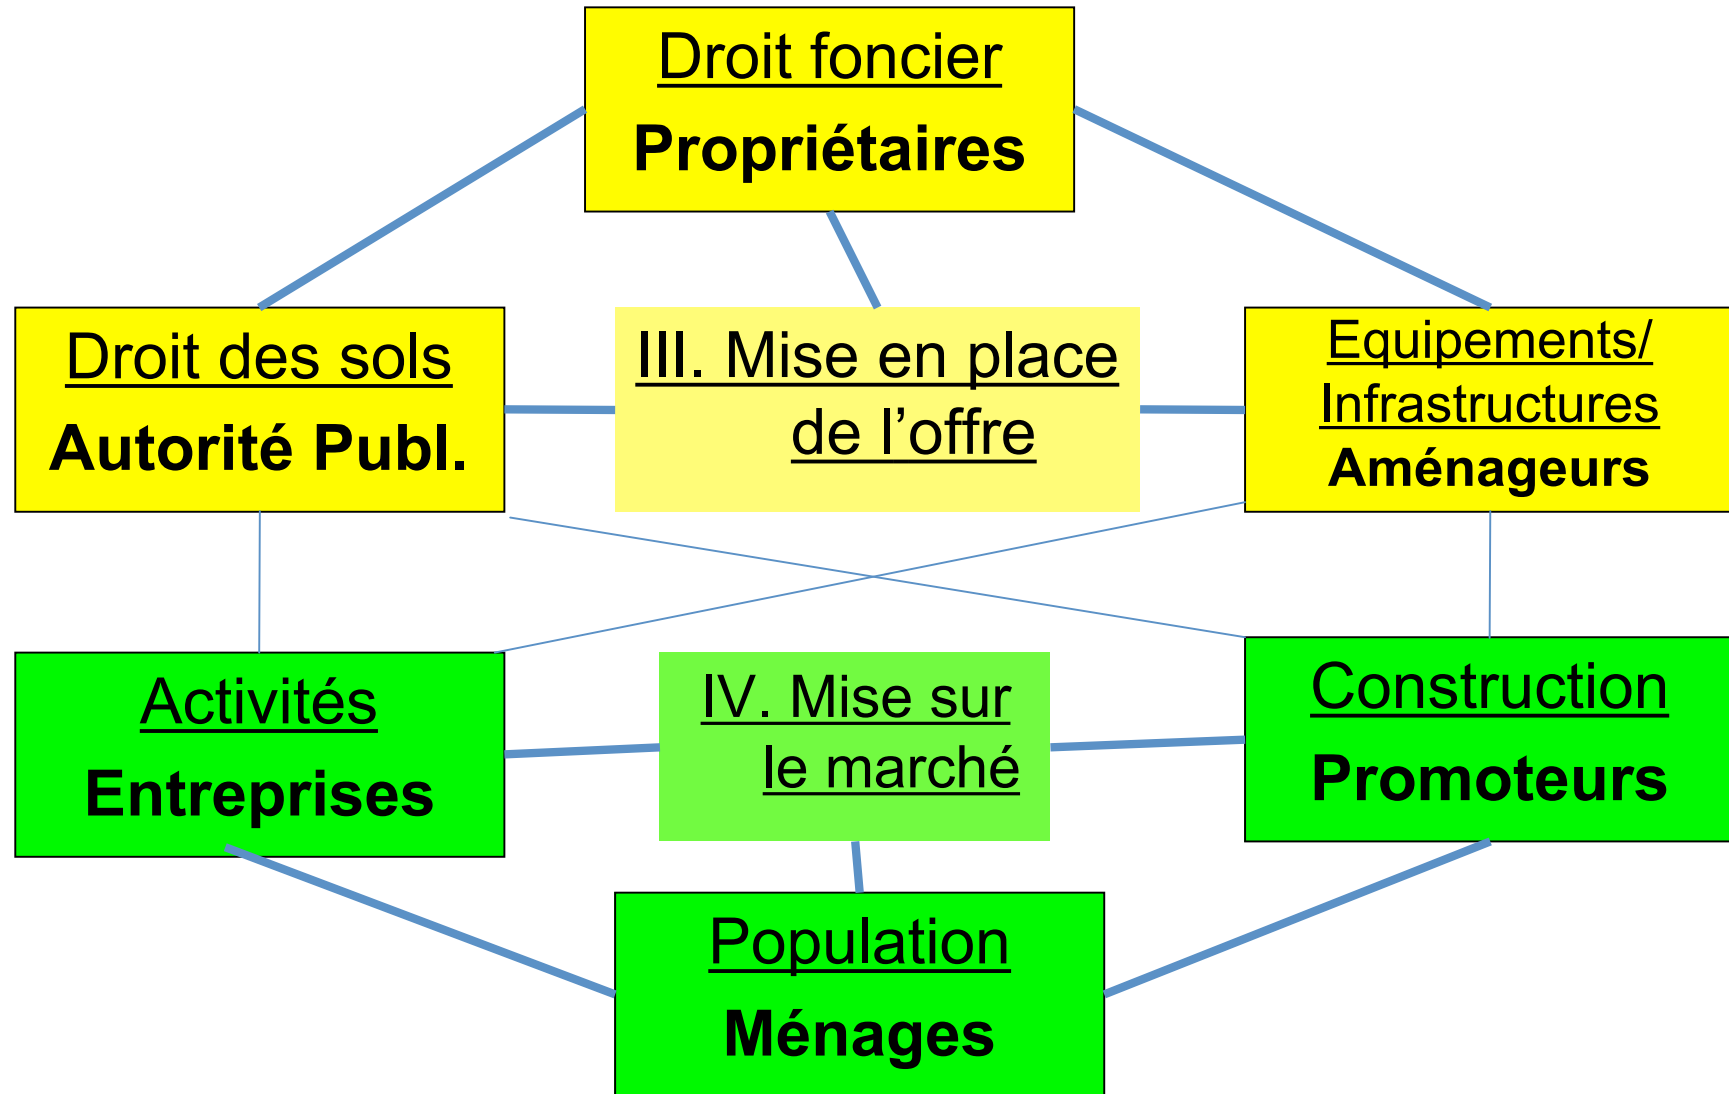 Droit foncier
Propriétaires
Droit des sols
Autorité Publ.
III. Mise en place
de l’offre
Equipements/
Infrastructures
Aménageurs
Activités
Entreprises
IV. Mise sur
le marché
Construction
Promoteurs
Population
Ménages